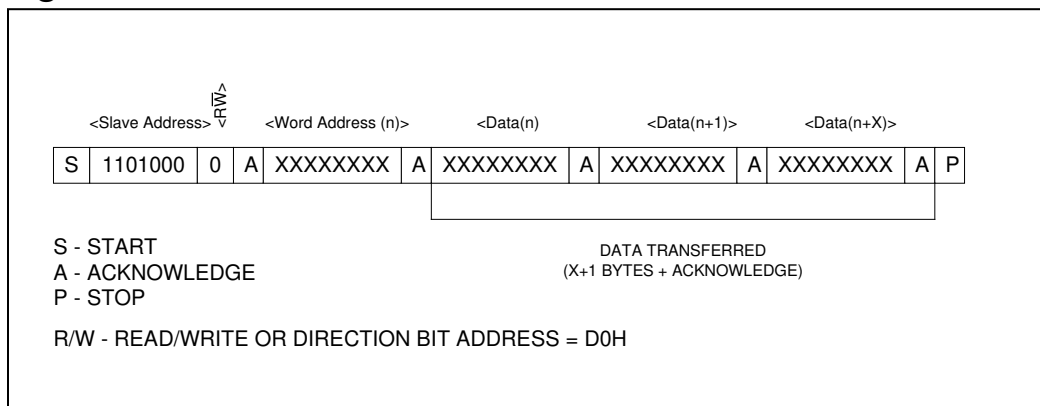 <RW̅>
<Slave Address> <Word Address (n)> <Data(n) <Data(n+1)> <Data(n+X)>
S 1101000 0 A XXXXXXXX A XXXXXXXX A XXXXXXXX A XXXXXXXX A P
S - START
A - ACKNOWLEDGE
P - STOP
DATA TRANSFERRED
(X+1 BYTES + ACKNOWLEDGE)
R/W - READ/WRITE OR DIRECTION BIT ADDRESS = D0H